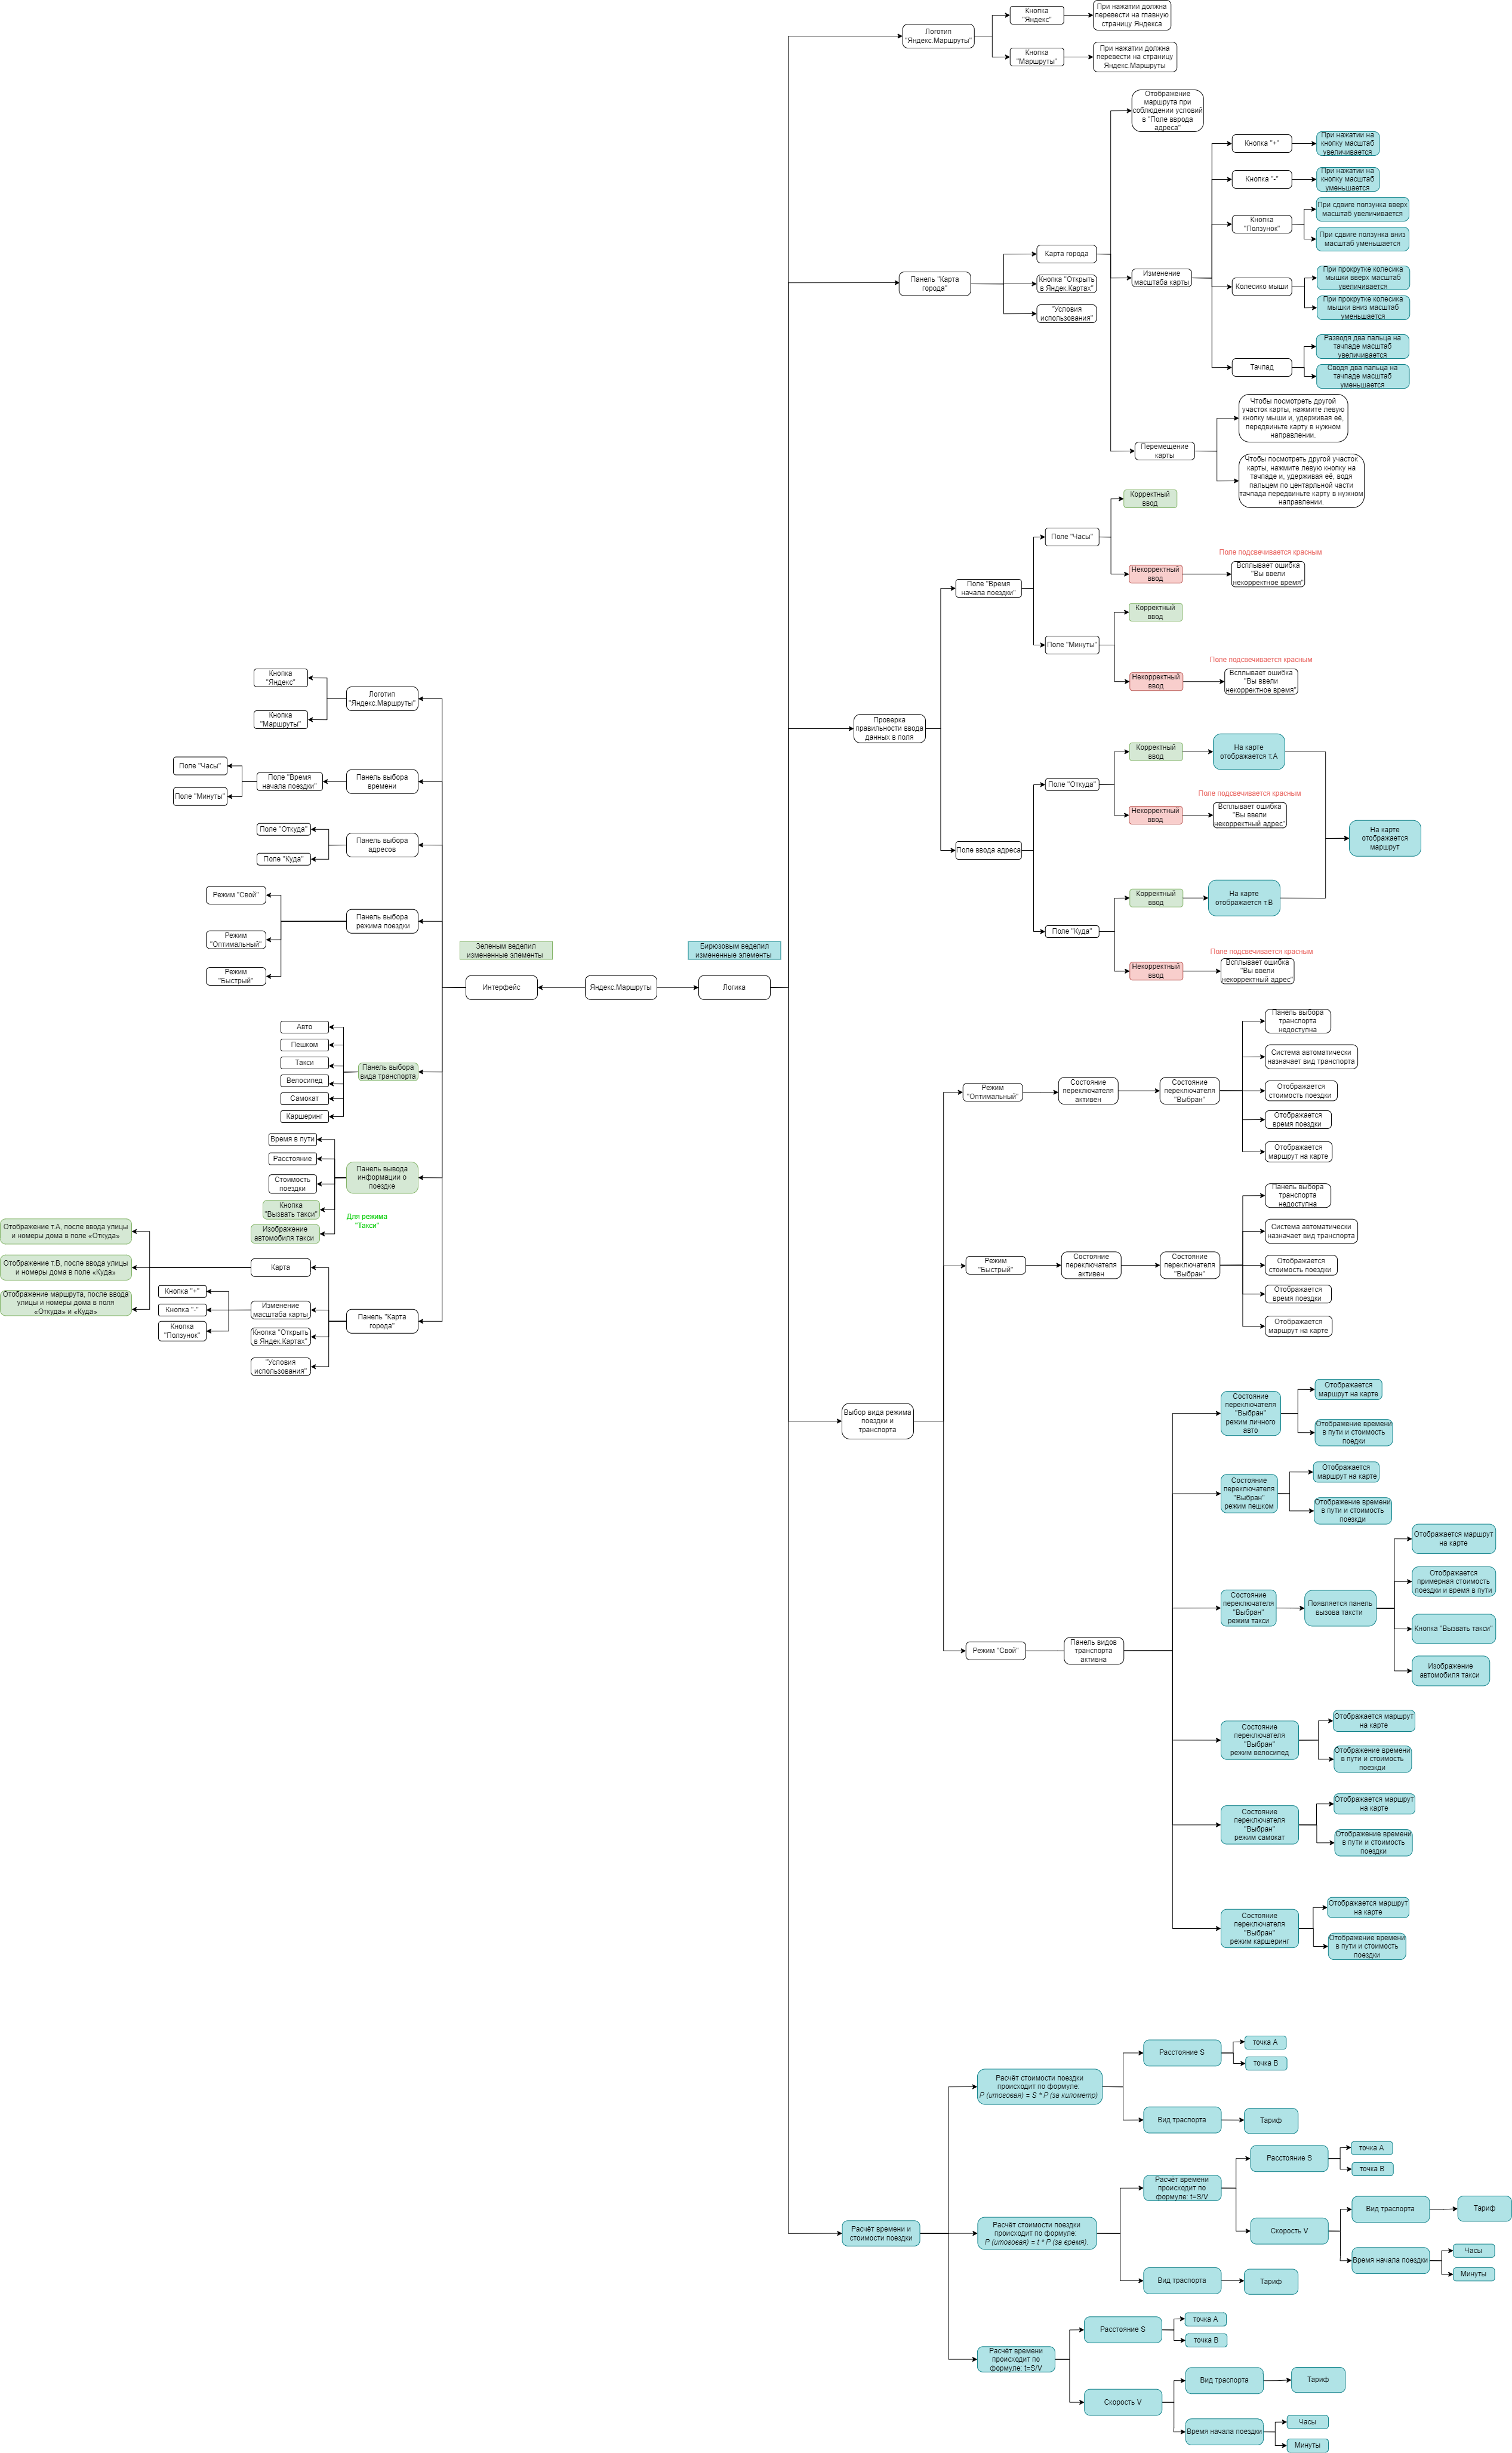 Логотип
"Яндекс.Маршруты"
Кнопка
"Яндекс"
При нажатии должна
перевести на главную
страницу Яндекса
Кнопка
"Маршруты"
При нажатии должна
перевести на страницу
Яндекс.Маршруты
Панель "Карта
города"
Карта города
Кнопка "Открыть
в Яндек.Картах"
"Условия
использования"
Отображение
маршрута при
соблюдении условий
в "Поле вврода
адреса"
Изменение
масштаба карты
Кнопка "+"
При нажатии на
кнопку масштаб
увеличивается
Кнопка "-"
При нажатии на
кнопку масштаб
уменьшается
Кнопка
"Ползунок"
При сдвиге ползунка вверх
масштаб увеличивается
При сдвиге ползунка вниз
масштаб уменьшается
Колесико мыши
При прокрутке колесика
мышки вверх масштаб
увеличивается
При прокрутке колесика
мышки вниз масштаб
уменьшается
Тачпад
Разводя два пальца на
тачпаде масштаб
увеличивается
Сводя два пальца на
тачпаде масштаб
уменьшается
Перемещение
карты
Чтобы посмотреть другой
участок карты, нажмите левую
кнопку мыши и, удерживая её,
передвиньте карту в нужном
направлении.
Чтобы посмотреть другой участок
карты, нажмите левую кнопку на
тачпаде и, удерживая её, водя
пальцем по центарльной части
тачпада передвиньте карту в нужном
направлении.
Проверка
правильности ввода
данных в поля
Поле "Время
начала поездки"
Поле "Часы"
Корректный
ввод
Некорректный
ввод
Поле подсвечивается красным
Всплывает ошибка
"Вы ввели
некорректное время"
Поле "Минуты"
Корректный
ввод
Некорректный
ввод
Поле подсвечивается красным
Всплывает ошибка
"Вы ввели
некорректное время"
Поле ввода адреса
Поле "Откуда"
Корректный
ввод
На карте
отображается т.А
Некорректный
ввод
Поле подсвечивается красным
Всплывает ошибка
"Вы ввели
некорректный адрес"
На карте
отображается
маршрут
Поле "Куда"
Корректный
ввод
На карте
отображается т.В
Некорректный
ввод
Поле подсвечивается красным
Всплывает ошибка
"Вы ввели
некорректный адрес"
Логотип
"Яндекс.Маршруты"
Кнопка
"Яндекс"
Кнопка
"Маршруты"
Панель выбора
времени
Поле "Время
начала поездки"
Поле "Часы"
Поле "Минуты"
Панель выбора
адресов
Поле "Откуда"
Поле "Куда"
Панель выбора
режима поездки
Режим "Свой"
Режим
"Оптимальный"
Режим
"Быстрый"
Зеленым веделил
измененные элементы
Бирюзовым веделил
измененные элементы
Интерфейс
Яндекс.Маршруты
Логика
Панель выбора
вида транспорта
Авто
Пешком
Такси
Велосипед
Самокат
Каршеринг
Панель вывода
информации о
поездке
Время в пути
Расстояние
Стоимость
поездки
Кнопка
"Вызвать такси"
Изображение
автомобиля такси
Для режима
"Такси"
Панель "Карта
города"
Карта
Отображение т.А, после ввода улицы
и номеры дома в поле «Откуда»
Отображение т.В, после ввода улицы
и номеры дома в поле «Куда»
Отображение маршрута, после ввода
улицы и номеры дома в поля
«Откуда» и «Куда»
Изменение
масштаба карты
Кнопка "+"
Кнопка "-"
Кнопка
"Ползунок"
Кнопка "Открыть
в Яндек.Картах"
"Условия
использования"
Выбор вида режима
поездки и
транспорта
Режим
"Оптимальный"
Состояние
переключателя
активен
Состояние
переключателя
"Выбран"
Панель выбора
транспорта
недоступна
Система автоматически
назначает вид транспорта
Отображается
стоимость поездки
Отображается
время поездки
Отображается
маршрут на карте
Режим
"Быстрый"
Состояние
переключателя
активен
Состояние
переключателя
"Выбран"
Панель выбора
транспорта
недоступна
Система автоматически
назначает вид транспорта
Отображается
стоимость поездки
Отображается
время поездки
Отображается
маршрут на карте
Режим "Свой"
Панель видов
транспорта
активна
Состояние
переключателя
"Выбран"
режим личного
авто
Отображается
маршрут на карте
Отображение времени
в пути и стоимость
поедки
Состояние
переключателя
"Выбран"
режим пешком
Отображается
маршрут на карте
Отображение времени
в пути и стоимость
поезкди
Состояние
переключателя
"Выбран"
режим такси
Появляется панель
вызова таксти
Отображается маршрут
на карте
Отображается
примерная стоимость
поездки и время в пути
Кнопка "Вызвать такси"
Изображение
автомобиля такси
Состояние
переключателя
"Выбран"
режим велосипед
Отображается маршрут
на карте
Отображение времени
в пути и стоимость
поезкди
Состояние
переключателя
"Выбран"
режим самокат
Отображается маршрут
на карте
Отображение времени
в пути и стоимость
поездки
Состояние
переключателя
"Выбран"
режим каршеринг
Отображается маршрут
на карте
Отображение времени
в пути и стоимость
поездки
Расчёт времени и
стоимости поездки
Расчёт стоимости поездки
происходит по формуле:
P (итоговая) = S * P (за километр)
Расстояние S
точка А
точка В
Вид траспорта
Тариф
Расчёт стоимости поездки
происходит по формуле:
P (итоговая) = t * P (за время).
Расчёт времени
происходит по
формуле: t=S/V
Расстояние S
точка А
точка В
Скорость V
Вид траспорта
Тариф
Время начала поездки
Часы
Минуты
Вид траспорта
Тариф
Расчёт времени
происходит по
формуле: t=S/V
Расстояние S
точка А
точка В
Скорость V
Вид траспорта
Тариф
Время начала поездки
Часы
Минуты